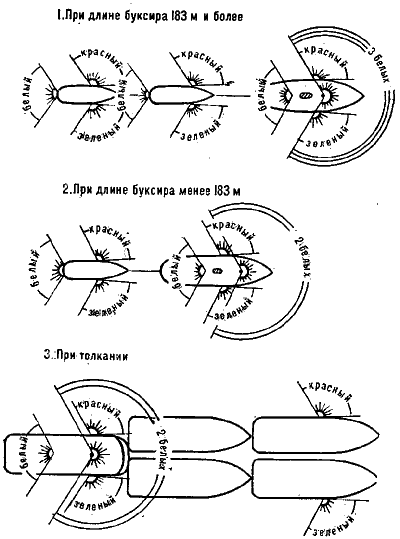 1.При длине буксира 183 м и более
белый
красный
зеленый
белый
красный
зеленый
белый
красный
зеленый
3 белых
2.При длине буксира менее 183 м
белый
красный
зеленый
белый
красный
зеленый
2 белых
3.При толкании
белый
красный
зеленый
2 белых
красный
зеленый